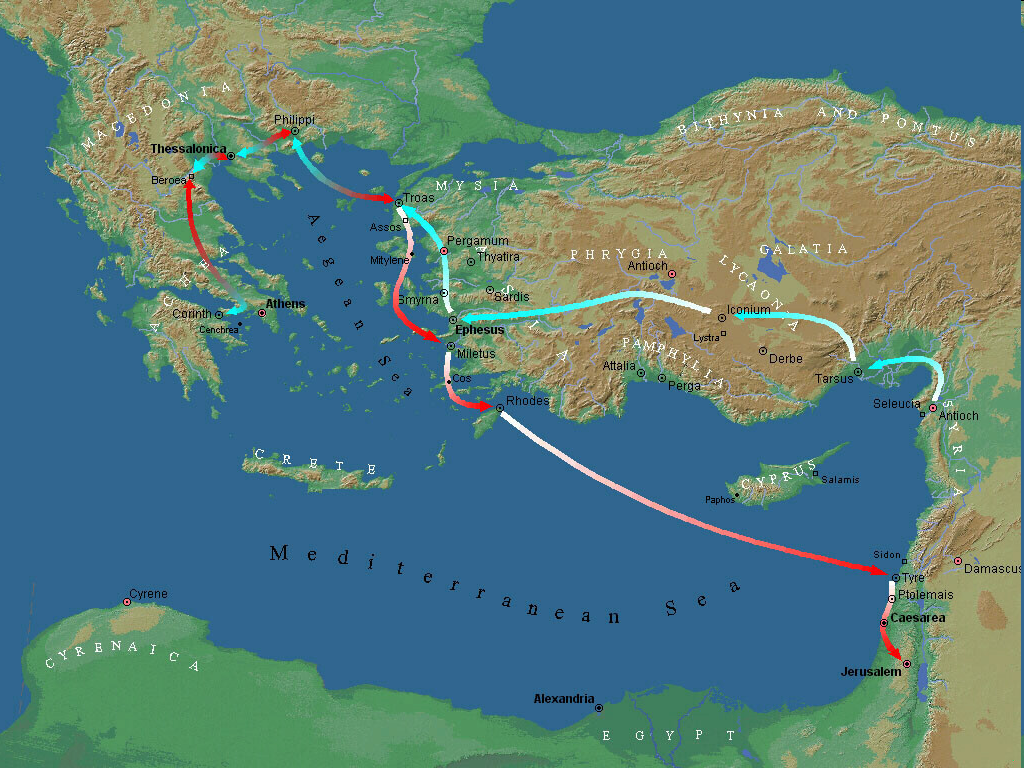 MACEDONIA
Philippi
Thessalonica
Beroea
BITHYNIA AND PONTUS
MYSIA
Troas
Assos
Aegean Sea
Pergamum
Thyatira
Mitylene
PHRYGIA
GALATIA
Antioch
LYCAONIA
ASIA
Smyrna
Sardis
ACHEA
Athens
Corinth
Cenchrea
Ephesus
Iconium
Lystra
Miletus
PAMPHYLIA
Derbe
Attalia
Perga
Tarsus
Cos
Rhodes
Seleucia
Antioch
SYRIA
CRETE
CYPRUS
Salamis
Paphos
Mediterranean Sea
Sidon
Damascus
Tyre
Ptolemais
Cyrene
Caesarea
CYRENAICA
Jerusalem
Alexandria
EGYPT